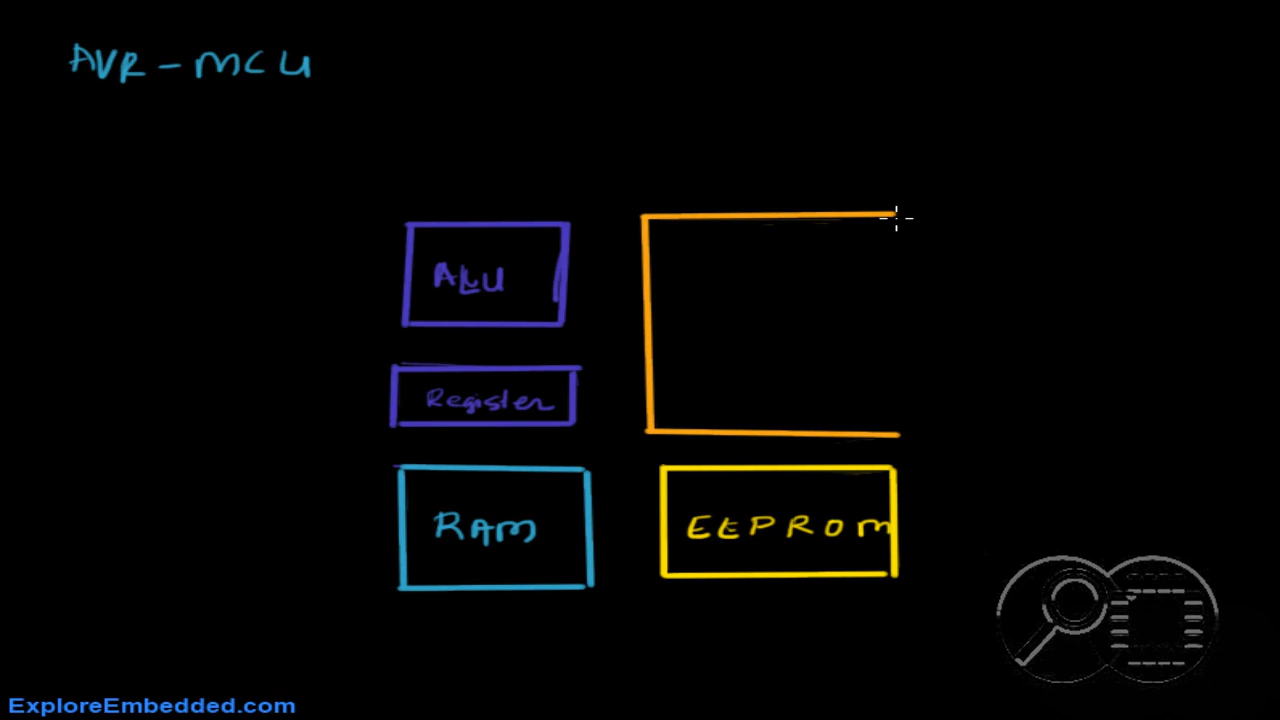 AVR - MCU
ALU
Register
RAM
EEPROM
ExploreEmbedded.com